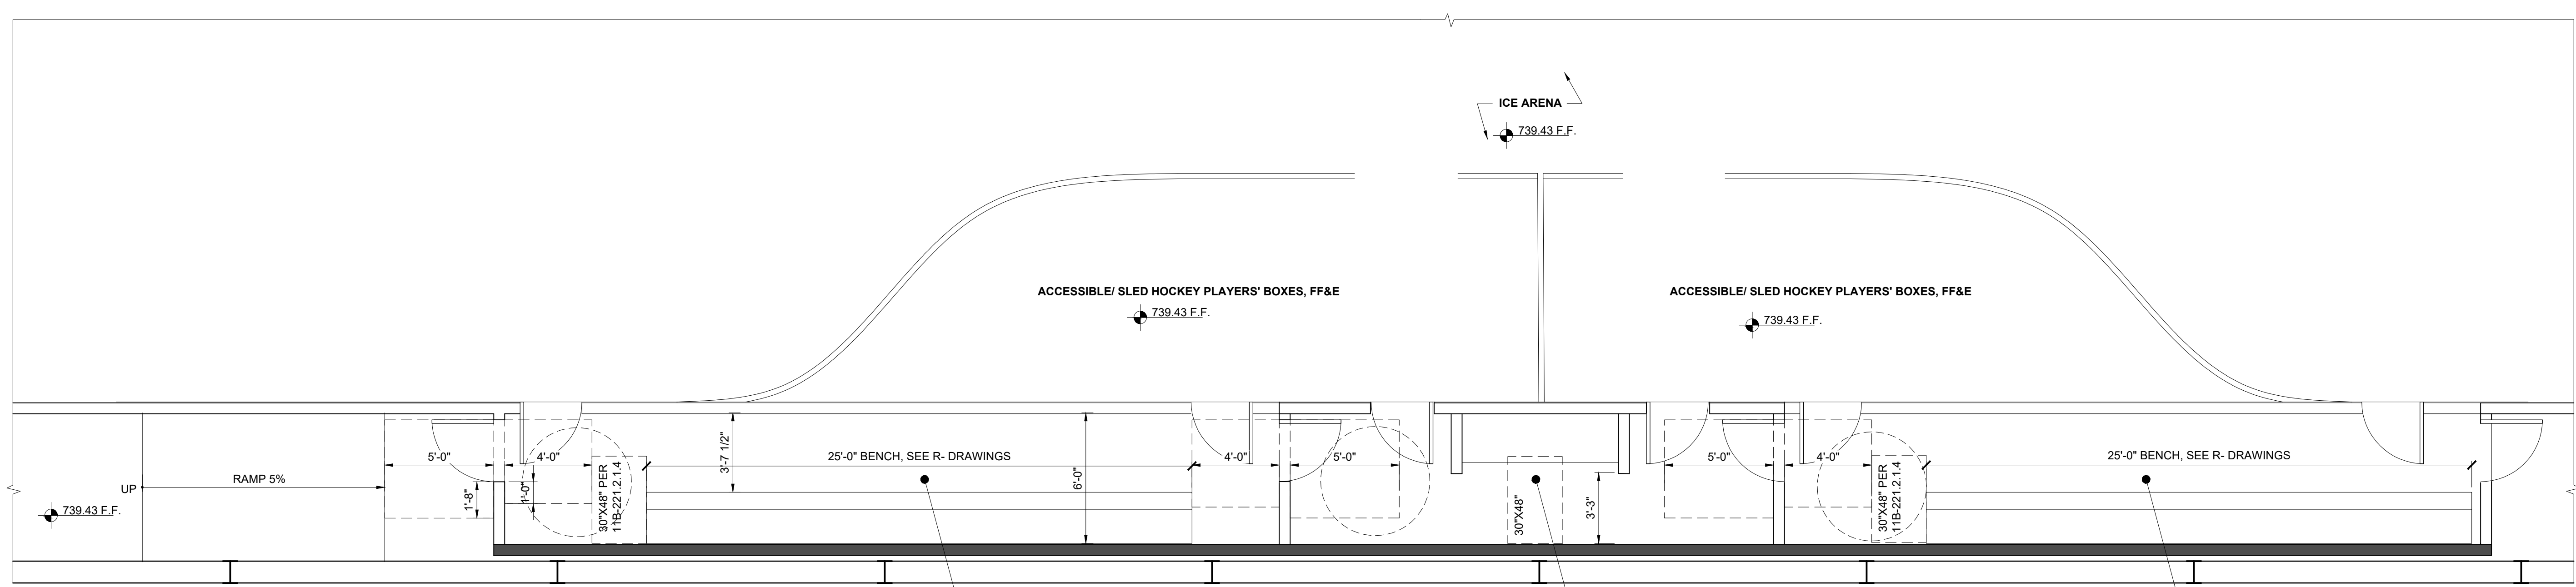 ICE ARENA
739.43 F.F.
ACCESSIBLE/ SLED HOCKEY PLAYERS' BOXES, FF&E
739.43 F.F.
ACCESSIBLE/ SLED HOCKEY PLAYERS' BOXES, FF&E
739.43 F.F.
UP
RAMP 5%
739.43 F.F.
5'-0"
1'-8"
4'-0"
1'-0"
30"X48" PER
11B-221.2.1.4
3'-7 1/2"
25'-0" BENCH, SEE R- DRAWINGS
6'-0"
4'-0"
5'-0"
30"X48"
3'-3"
5'-0"
4'-0"
30"X48" PER
11B-221.2.1.4
25'-0" BENCH, SEE R- DRAWINGS